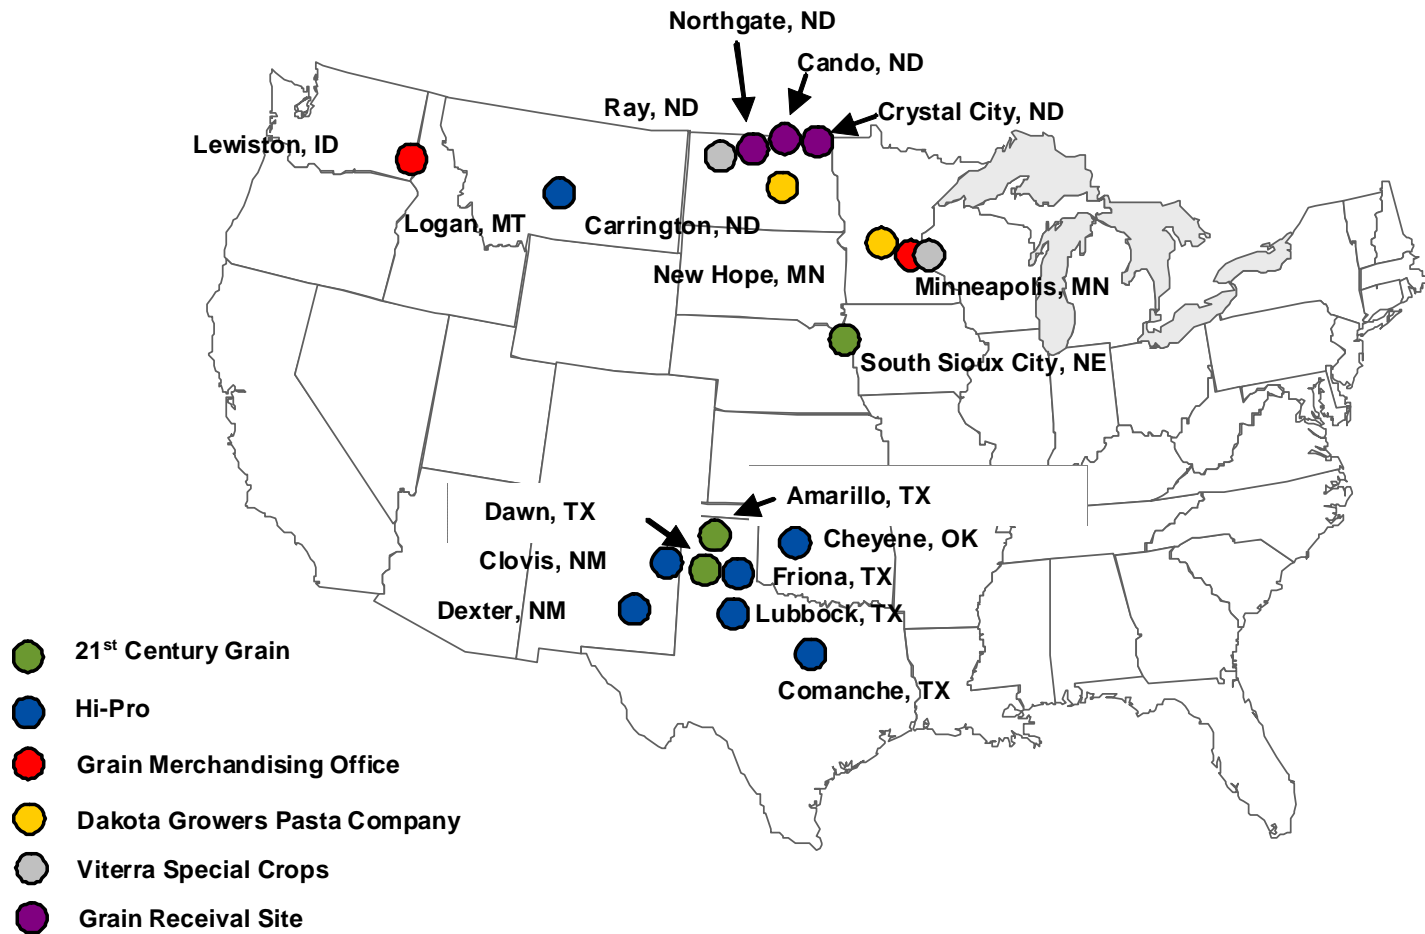 Northgate, ND
Cando, ND
Ray, ND
Crystal City, ND
Lewiston, ID
Logan, MT
Carrington, ND
New Hope, MN
Minneapolis, MN
South Sioux City, NE
Amarillo, TX
Dawn, TX
Cheyene, OK
Clovis, NM
Friona, TX
Dexter, NM
Lubbock, TX
Comanche, TX
21st Century Grain
Hi-Pro
Grain Merchandising Office
Dakota Growers Pasta Company
Viterra Special Crops
Grain Receival Site